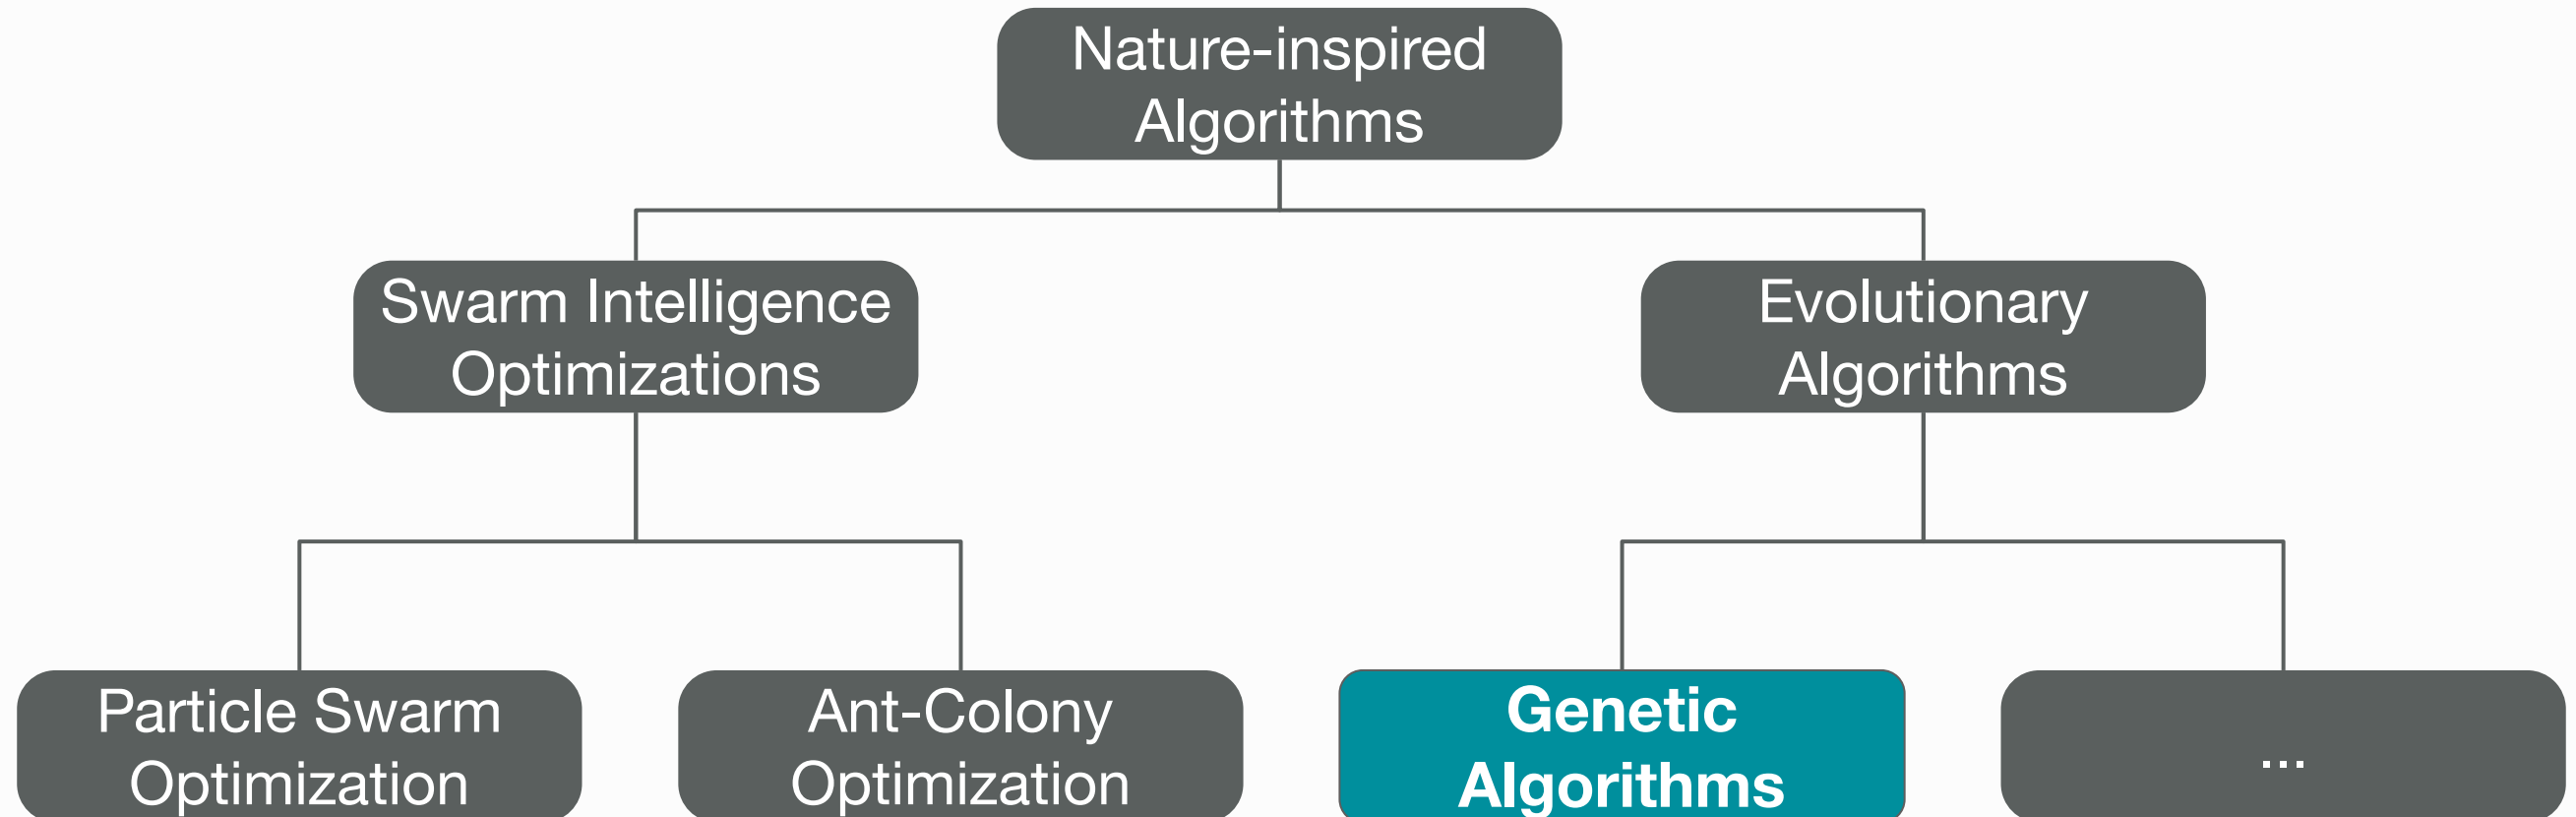 Nature-inspired
Algorithms
Swarm Intelligence
Optimizations
Evolutionary
Algorithms
Particle Swarm
Optimization
Ant-Colony
Optimization
Genetic
Algorithms
...